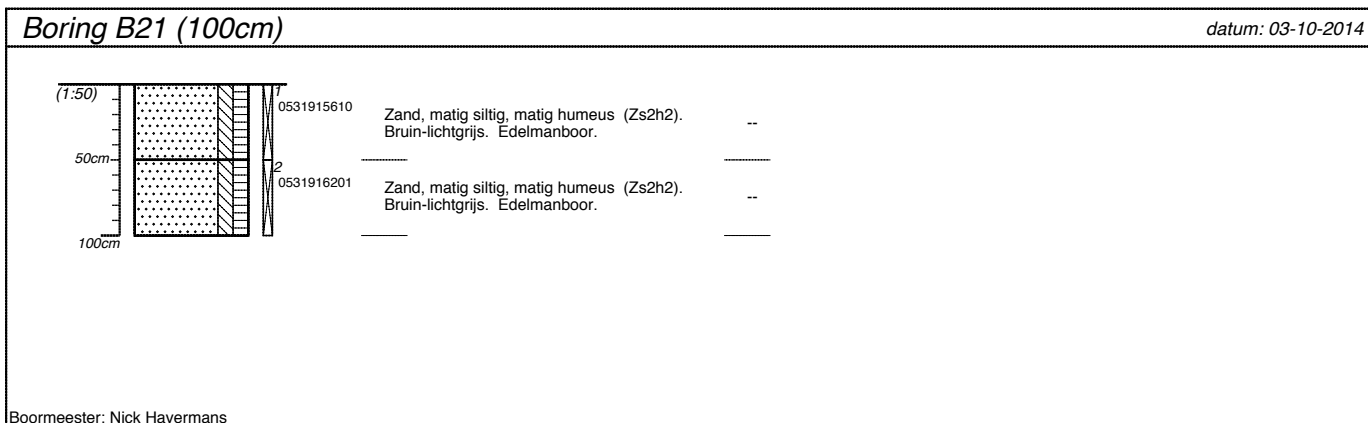 Boring B21 (100cm)
datum: 03-10-2014
(1:50)
1
0531915610
Zand, matig siltig, matig humeus (Zs2h2).
Bruin-lichtgrijs. Edelmanboor.
--
50cm
2
0531916201
Zand, matig siltig, matig humeus (Zs2h2).
Bruin-lichtgrijs. Edelmanboor.
--
100cm
Boormeester: Nick Havermans